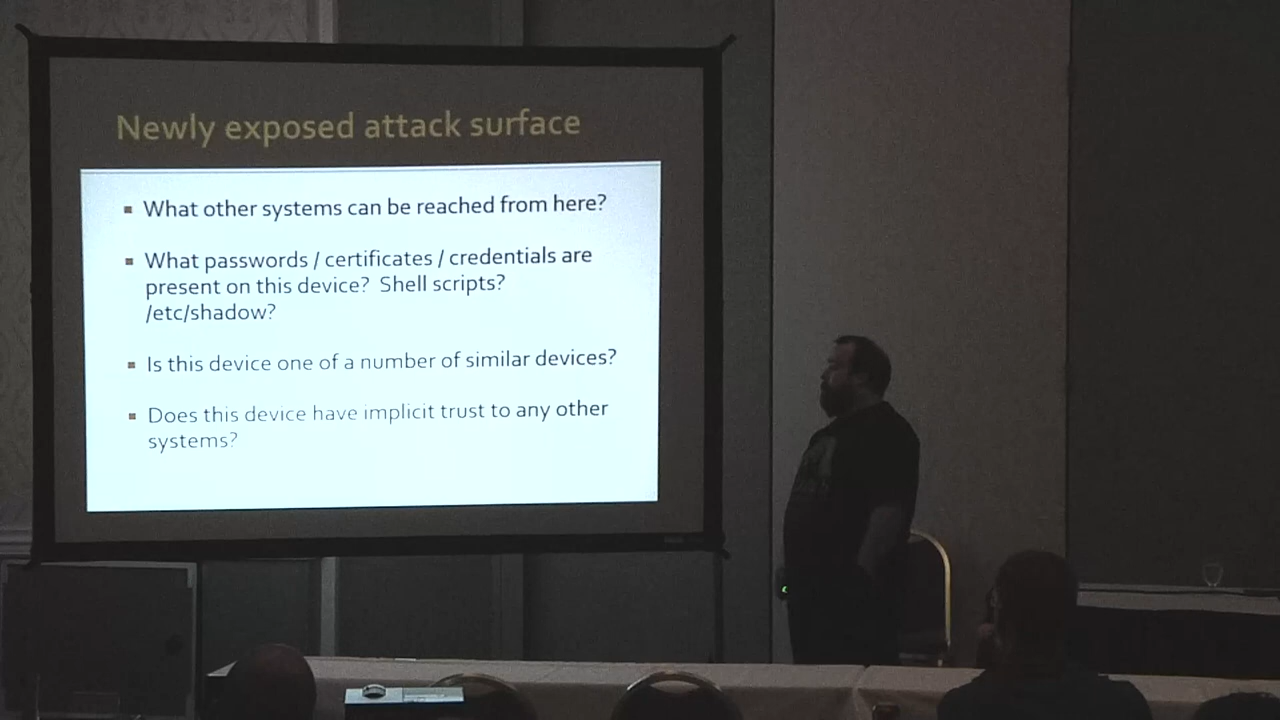 Newly exposed attack surface
What other systems can be reached from here?
What passwords / certificates / credentials are
present on this device?  Shell scripts?
/etc/shadow?
Is this device one of a number of similar devices?
Does this device have implicit trust to any other
systems?